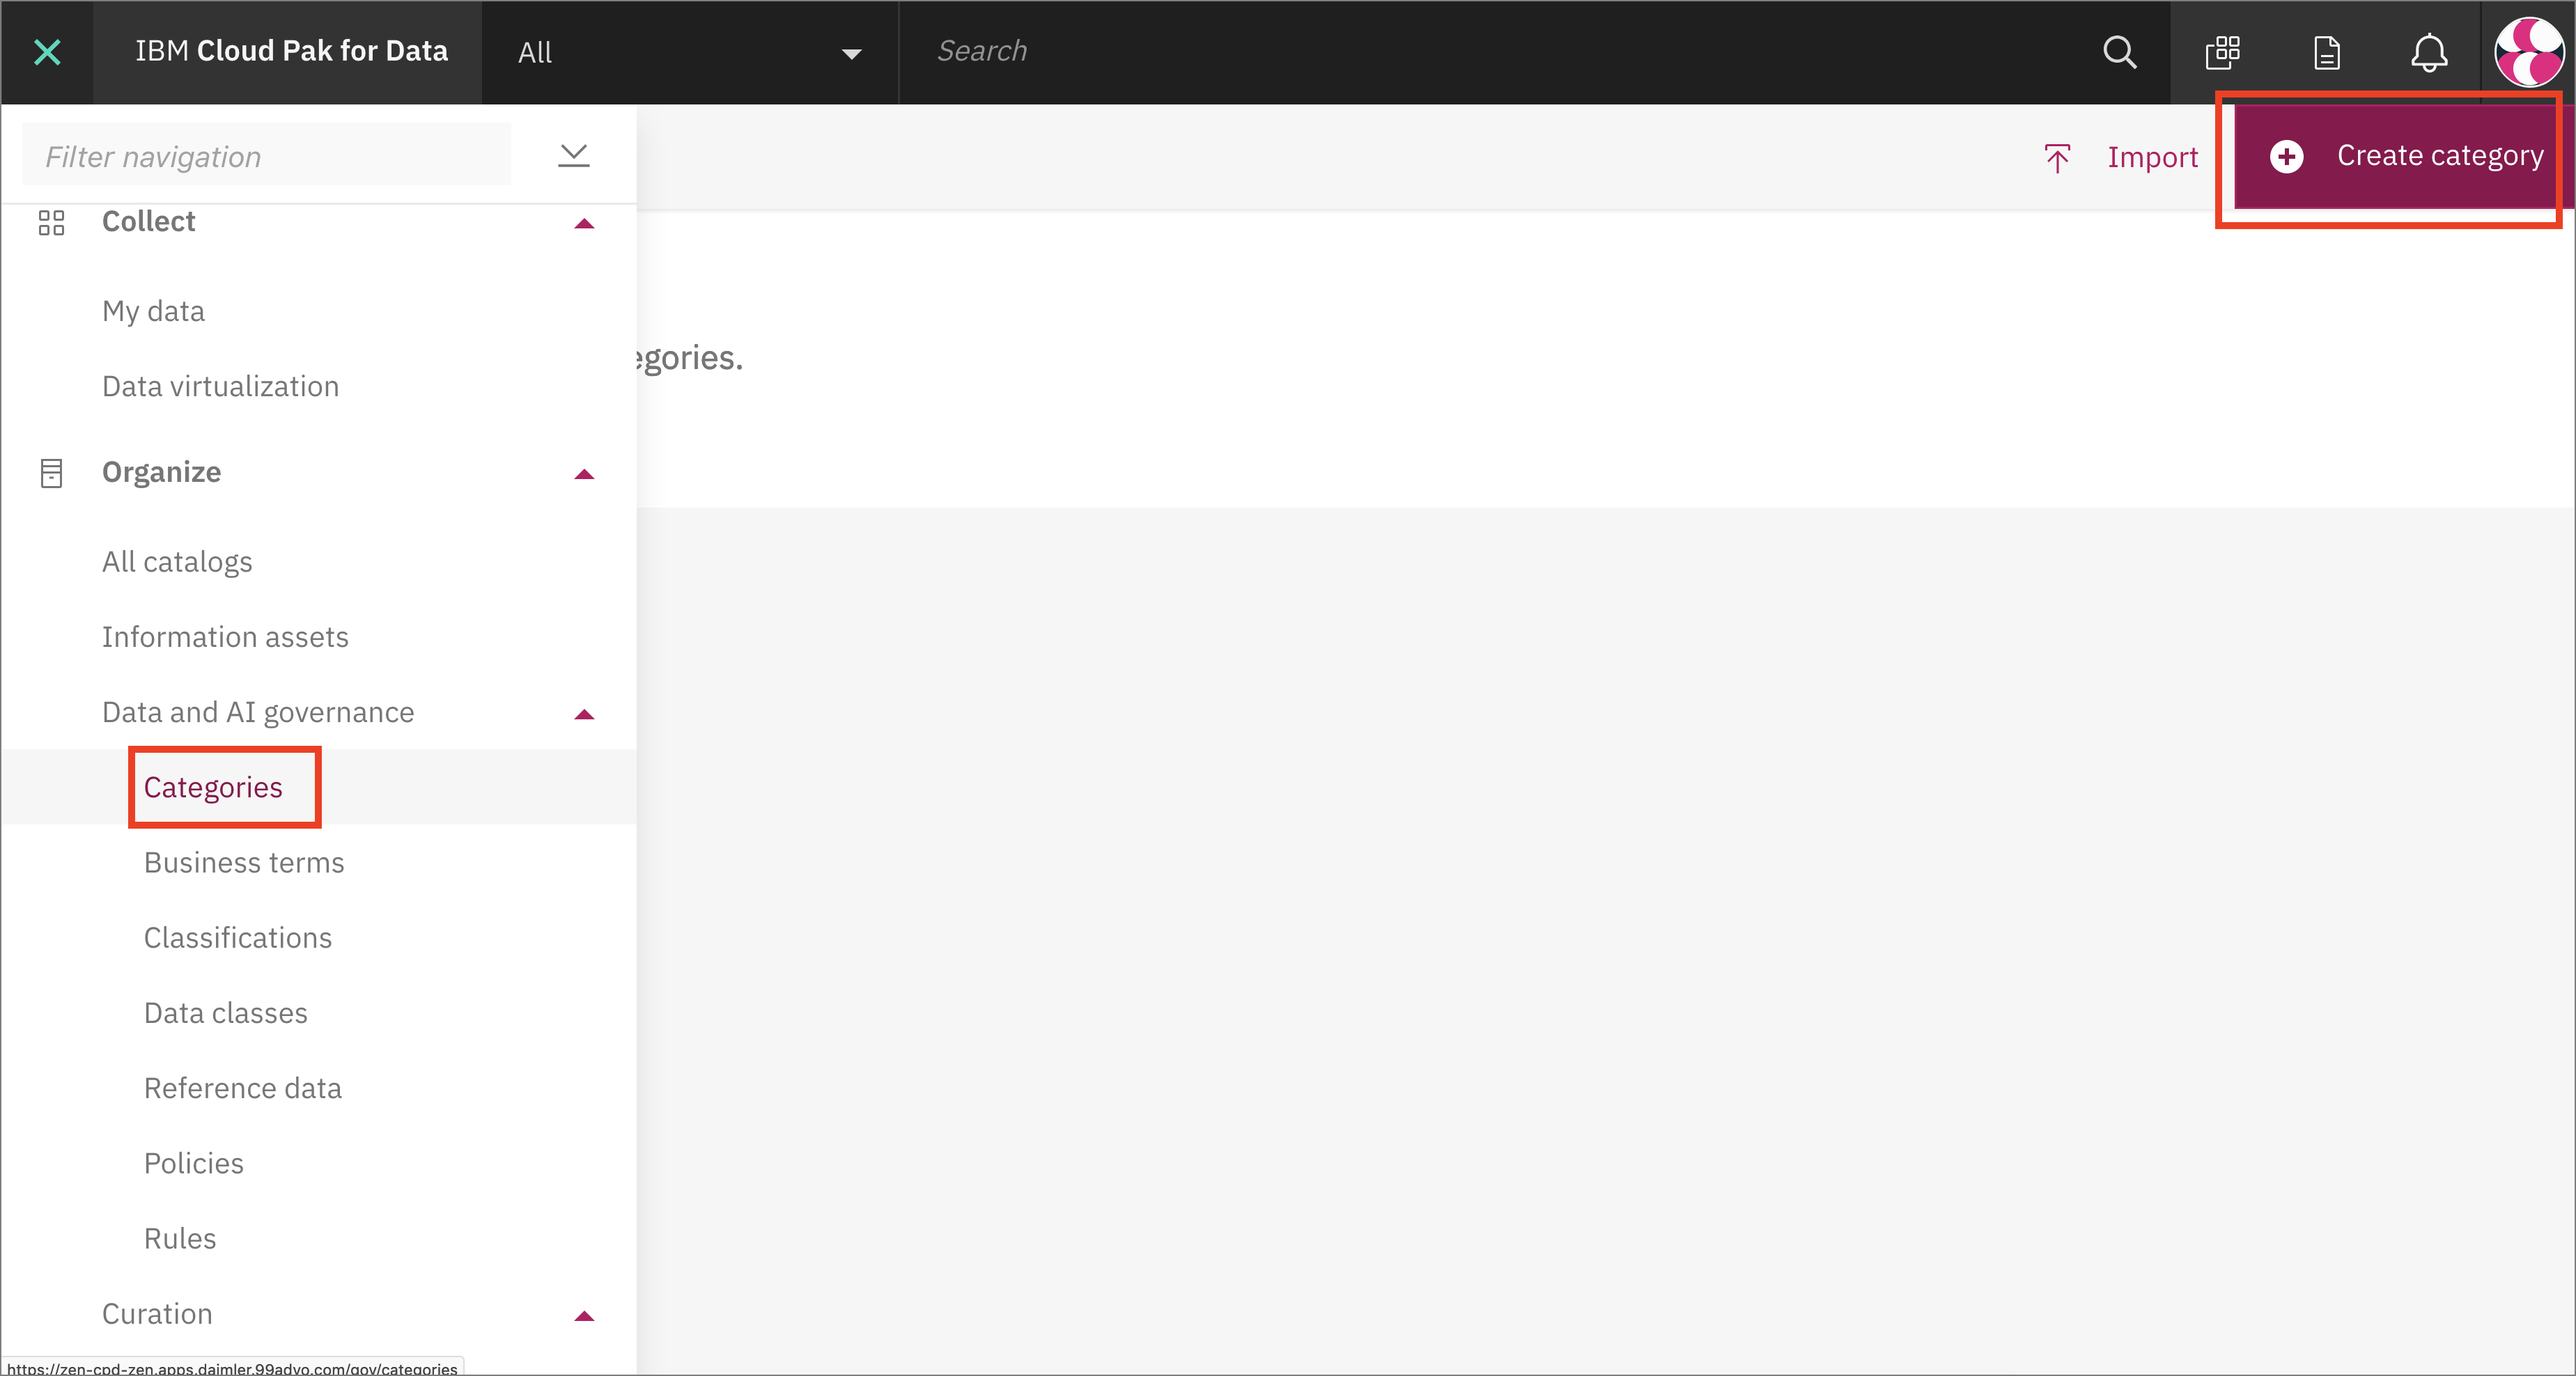 IBM Cloud Pak for Data
All
Search
Filter navigation
Import
Create category
Collect
My data
egories.
Data virtualization
Organize
All catalogs
Information assets
Data and AI governance
Categories
Business terms
Classifications
Data classes
Reference data
Policies
Rules
Curation
https://zen-cpd-zen.apps.daimler.99adyo.com/gov/categories